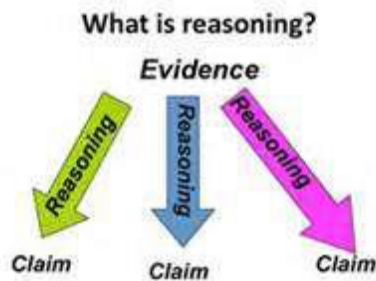 What is reasoning?
Evidence
Reasoning
Reasoning
Reasoning
Claim
Claim
Claim